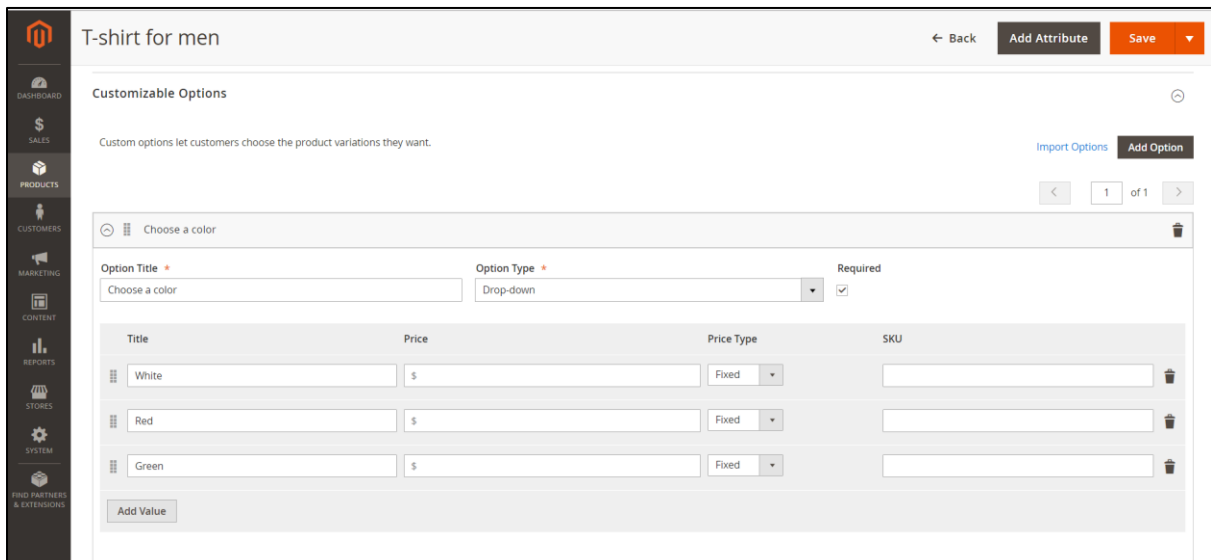 T-shirt for men
← Back
Add Attribute
Save
DASHBOARD
SALES
PRODUCTS
CUSTOMERS
MARKETING
CONTENT
REPORTS
STORES
SYSTEM
FIND PARTNERS
& EXTENSIONS
Customizable Options
Custom options let customers choose the product variations they want.
Import Options
Add Option
1 of 1
Choose a color
Option Title * Option Type * Required
Choose a color Drop-down
Title Price Price Type SKU
White $ Fixed
Red $ Fixed
Green $ Fixed
Add Value